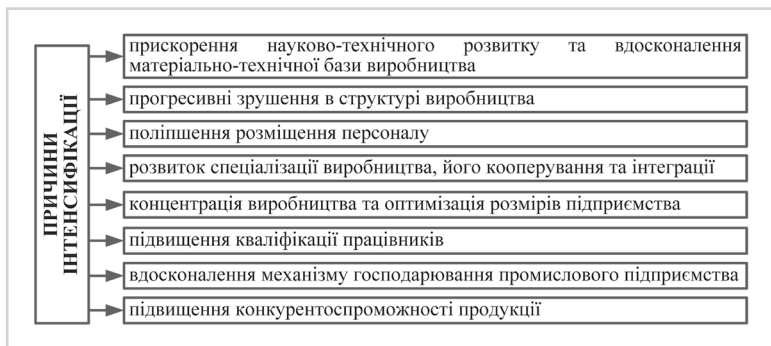 ПРИЧИНИ
ІНТЕНСИФІКАЦІЇ
прискорення науково-технічного розвитку та вдосконалення
матеріально-технічної бази виробництва
прогресивні зрушення в структурі виробництва
поліпшення розміщення персоналу
розвиток спеціалізації виробництва, його кооперування та інтеграції
концентрація виробництва та оптимізація розмірів підприємства
підвищення кваліфікації працівників
вдосконалення механізму господарювання промислового підприємства
підвищення конкурентоспроможності продукції